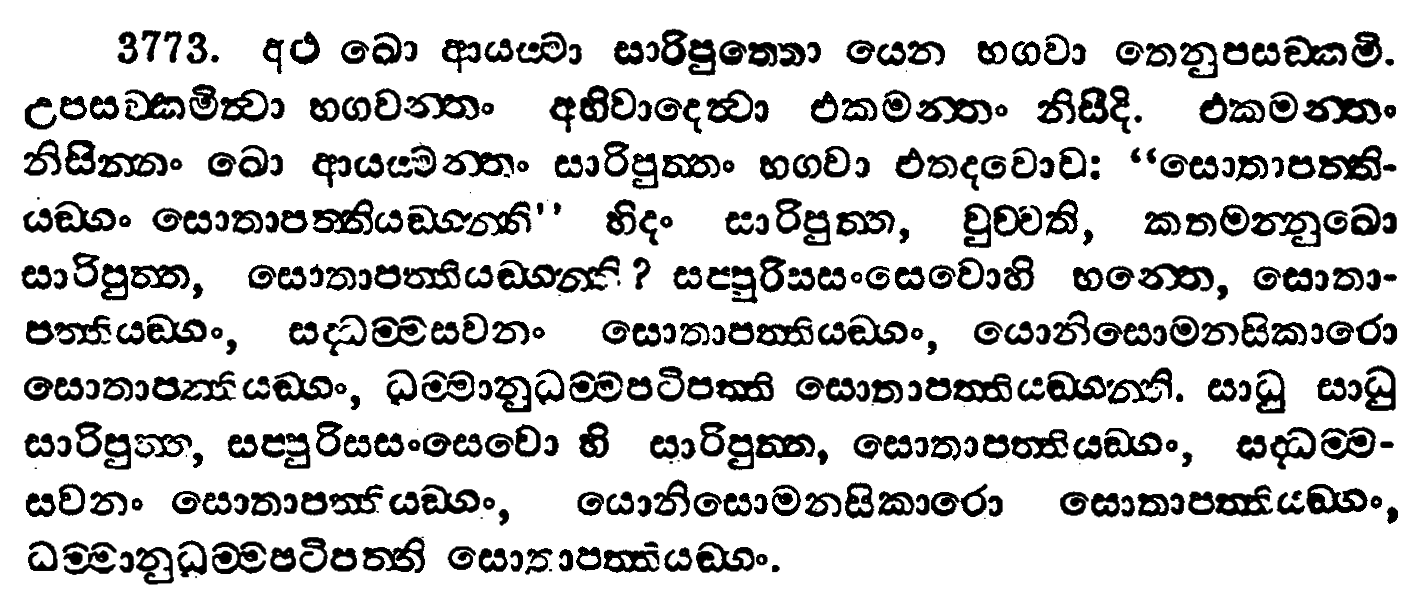 3773. අථ ඛො ආයස්මා සාරිපුත්තො යෙන භගවා තෙනුපසඞ්කමි.
උපසඞ්කමිත්වා භගවන්තං අභිවාදෙත්වා එකමන්තං නිසීදි. එකමන්තං
නිසින්නං ඛො ආයස්මන්තං සාරිපුත්තං භගවා එතදවොච: “සොතාපත්ති-
යඞ්ගං සොතාපත්තියඞ්ගන්ති” හිදං සාරිපුත්ත, වුච්චති, කතමන්නුඛො
සාරිපුත්ත, සොතාපත්තියඞ්ගන්ති? සප්පුරිසසංසෙවොහි භන්තෙ, සොතා-
පත්තියඞ්ගං, සද්ධම්මසවනං සොතාපත්තියඞ්ගං, යොනිසොමනසිකාරො
සොතාපත්තියඞ්ගං, ධම්මානුධම්මපටිපත්ති සොතාපත්තියඞ්ගන්ති. සාධු සාධු
සාරිපුත්ත, සප්පුරිසසංසෙවො හි සාරිපුත්ත, සොතාපත්තියඞ්ගං, සද්ධම්ම-
සවනං සොතාපත්තියඞ්ගං, යොනිසොමනසිකාරො සොතාපත්තියඞ්ගං,
ධම්මානුධම්මපටිපත්ති සොතාපත්තියඞ්ගං.